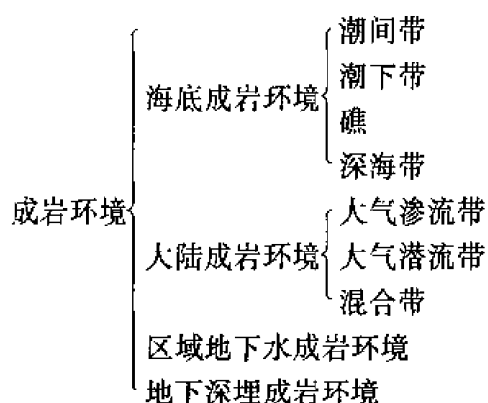 成岩环境
海底成岩环境
潮间带
潮下带
礁
深海带
大陆成岩环境
大气渗流带
大气潜流带
混合带
区域地下水成岩环境
地下深埋成岩环境